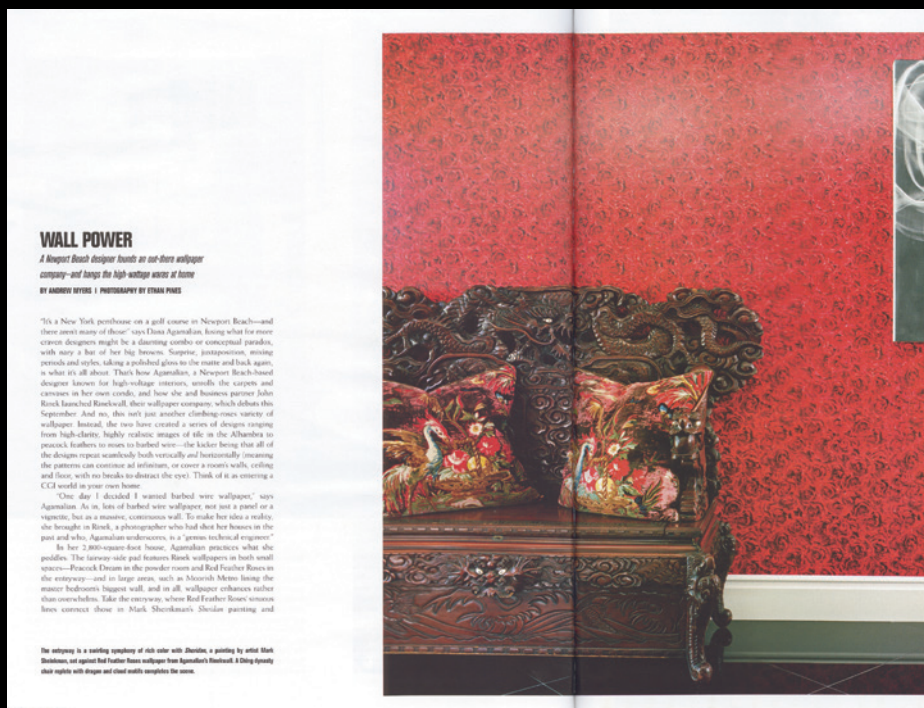 WALL POWER
A Newport Beach designer founds an out-there wallpaper
company—and hangs the high-wattage wares at home
BY ANDREW MYERS | PHOTOGRAPHY BY ETHAN PINES
"It's a New York penthouse on a golf course in Newport Beach—and
there aren't many of those," says Dana Agamalian, fusing what for more
craven designers might be a daunting combo or conceptual paradox,
with nary a bat of her big browns. Surprise, juxtaposition, mixing
periods and styles, taking a polished gloss to the matte and back again,
is what it's all about. That's how Agamalian, a Newport Beach-based
designer known for high-voltage interiors, unrolls the carpets and
canvases in her own condo, and how she and business partner John
Rinek launched Rinekwall, their wallpaper company, which debuts this
September. And no, this isn't just another climbing-roses variety of
wallpaper. Instead, the two have created a series of designs ranging
from high-clarity, highly realistic images of tile in the Alhambra to
peacock feathers to roses to barbed wire—the kicker being that all of
the designs repeat seamlessly both vertically and horizontally (meaning
the patterns can continue ad infinitum, or cover a room's walls, ceiling
and floor, with no breaks to distract the eye). Think of it as entering a
CGI world in your own home.
"One day I decided I wanted barbed wire wallpaper," says
Agamalian. As in, lots of barbed wire wallpaper, not just a panel or a
vignette, but as a massive, continuous wall. To make her idea a reality,
she brought in Rinek, a photographer who had shot her houses in the
past and who, Agamalian underscores, is a "genius technical engineer."
In her 2,800-square-foot house, Agamalian practices what she
peddles. The fairway-side pad features Rinek wallpapers in both small
spaces—Peacock Dream in the powder room and Red Feather Roses in
the entryway—and in large areas, such as Moorish Metro lining the
master bedroom's biggest wall, and in all, wallpaper enhances rather
than overwhelms. Take the entryway, where Red Feather Roses' sinuous
lines connect those in Mark Sheinkman's Sheridan painting and
The entryway is a swirling symphony of rich color with Sheridan, a painting by artist Mark
Sheinkman, set against Red Feather Roses wallpaper from Agamalian's Rinekwall. A Ching dynasty
chair replete with dragon and cloud motifs completes the scene.